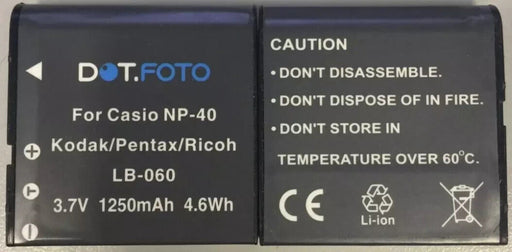 DOT.FOTO
For Casio NP-40
Kodak/Pentax/Ricoh
LB-060
3.7V 1250mAh 4.6Wh
CAUTION
• DON'T DISASSEMBLE.
• DON'T DISPOSE OF IN FIRE.
• DON'T STORE IN
TEMPERATURE OVER 60°C.
CE
Li-ion